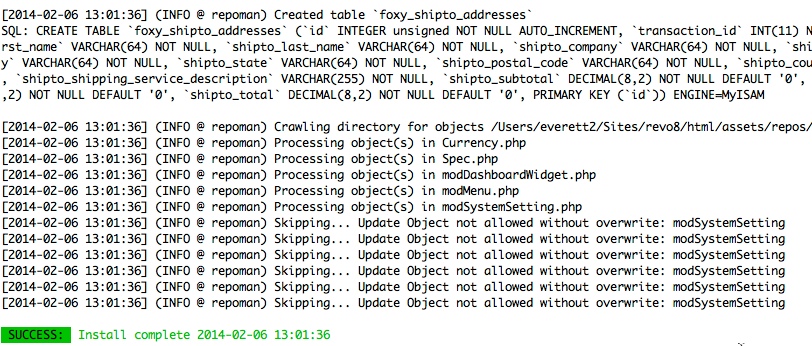 [2014-02-06 13:01:36] (INFO @ repoman) Created table `foxy_shipto_addresses`
SQL: CREATE TABLE `foxy_shipto_addresses` (`id` INTEGER unsigned NOT NULL AUTO_INCREMENT, `transaction_id` INT(11) N
rst_name` VARCHAR(64) NOT NULL, `shipto_last_name` VARCHAR(64) NOT NULL, `shipto_company` VARCHAR(64) NOT NULL, `shi
y` VARCHAR(64) NOT NULL, `shipto_state` VARCHAR(64) NOT NULL, `shipto_postal_code` VARCHAR(64) NOT NULL, `shipto_cou
, `shipto_shipping_service_description` VARCHAR(255) NOT NULL, `shipto_subtotal` DECIMAL(8,2) NOT NULL DEFAULT '0', `
,2) NOT NULL DEFAULT '0', `shipto_total` DECIMAL(8,2) NOT NULL DEFAULT '0', PRIMARY KEY (`id`)) ENGINE=MyISAM
[2014-02-06 13:01:36] (INFO @ repoman) Crawling directory for objects /Users/everett2/Sites/revo8/html/assets/repos/
[2014-02-06 13:01:36] (INFO @ repoman) Processing object(s) in Currency.php
[2014-02-06 13:01:36] (INFO @ repoman) Processing object(s) in Spec.php
[2014-02-06 13:01:36] (INFO @ repoman) Processing object(s) in modDashboardWidget.php
[2014-02-06 13:01:36] (INFO @ repoman) Processing object(s) in modMenu.php
[2014-02-06 13:01:36] (INFO @ repoman) Processing object(s) in modSystemSetting.php
[2014-02-06 13:01:36] (INFO @ repoman) Skipping... Update Object not allowed without overwrite: modSystemSetting
[2014-02-06 13:01:36] (INFO @ repoman) Skipping... Update Object not allowed without overwrite: modSystemSetting
[2014-02-06 13:01:36] (INFO @ repoman) Skipping... Update Object not allowed without overwrite: modSystemSetting
[2014-02-06 13:01:36] (INFO @ repoman) Skipping... Update Object not allowed without overwrite: modSystemSetting
[2014-02-06 13:01:36] (INFO @ repoman) Skipping... Update Object not allowed without overwrite: modSystemSetting
[2014-02-06 13:01:36] (INFO @ repoman) Skipping... Update Object not allowed without overwrite: modSystemSetting
SUCCESS: Install complete 2014-02-06 13:01:36